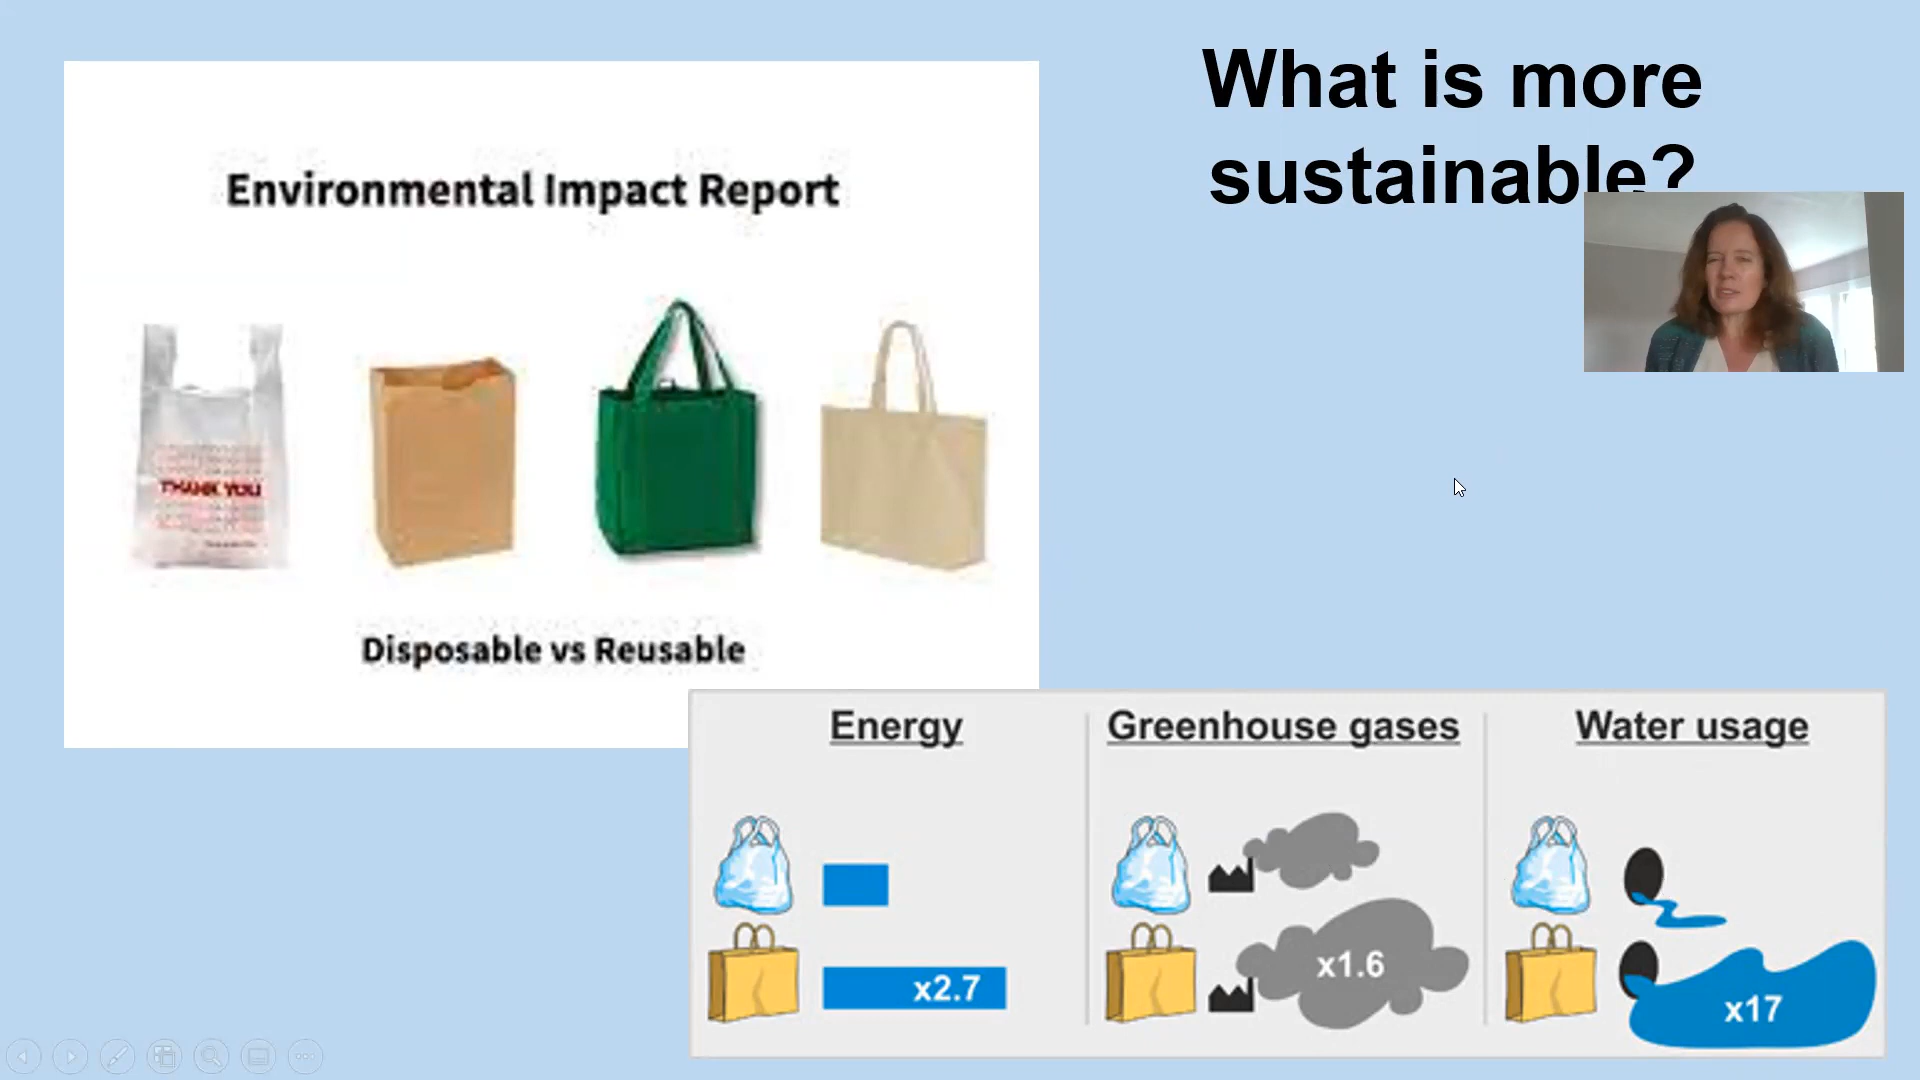 What is more
sustainable?
Environmental Impact Report
THANK YOU
Disposable vs Reusable
Energy
Greenhouse gases
Water usage
x2.7
x1.6
x17